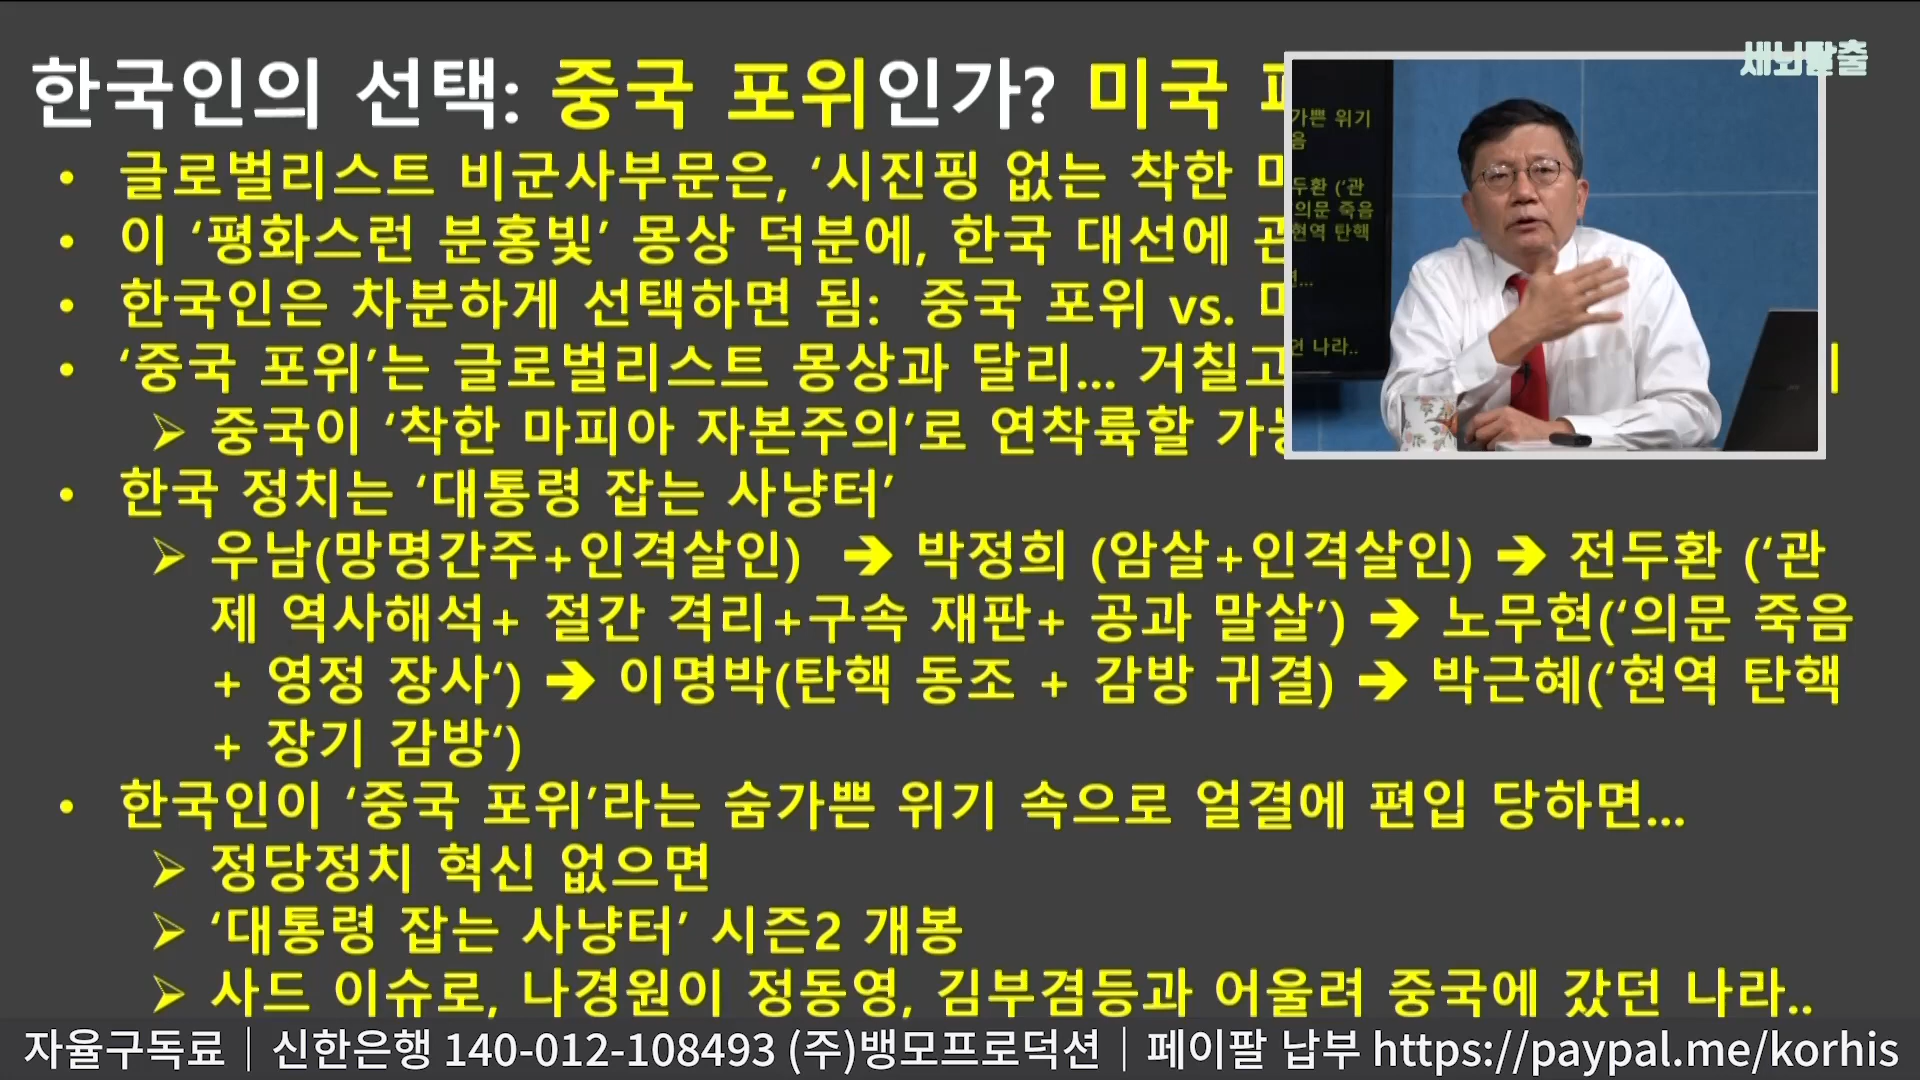 한국인의 선택: 중국 포위인가? 미국
세뇌탈출
• 글로벌리스트 비군사부문은, ‘시진핑 없는 착한
• 이 ‘평화스런 분홍빛’ 몽상 덕분에, 한국 대선에
• 한국인은 차분하게 선택하면 됨: 중국 포위 vs.
• ‘중국 포위’는 글로벌리스트 몽상과 달리... 거칠고
➢ 중국이 ‘착한 마피아 자본주의’로 연착륙할
가쁜 위기
음
두환 (‘관
의문 죽음
현역 탄핵
던 나라..
• 한국 정치는 ‘대통령 잡는 사냥터’
➢ 우남(망명간주+인격살인) ➔ 박정희 (암살+인격살인) ➔ 전두환 (‘관
제 역사해석+ 절간 격리+구속 재판+ 공과 말살’) ➔ 노무현(‘의문 죽음
+ 영정 장사‘) ➔ 이명박(탄핵 동조 + 감방 귀결) ➔ 박근혜(‘현역 탄핵
+ 장기 감방‘)
• 한국인이 ‘중국 포위’라는 숨가쁜 위기 속으로 얼결에 편입 당하면...
➢ 정당정치 혁신 없으면
➢ ‘대통령 잡는 사냥터’ 시즌2 개봉
➢ 사드 이슈로, 나경원이 정동영, 김부겸등과 어울려 중국에 갔던 나라..
자율구독료｜신한은행 140-012-108493 (주)뱅모프로덕션｜페이팔 납부 https://paypal.me/korhis